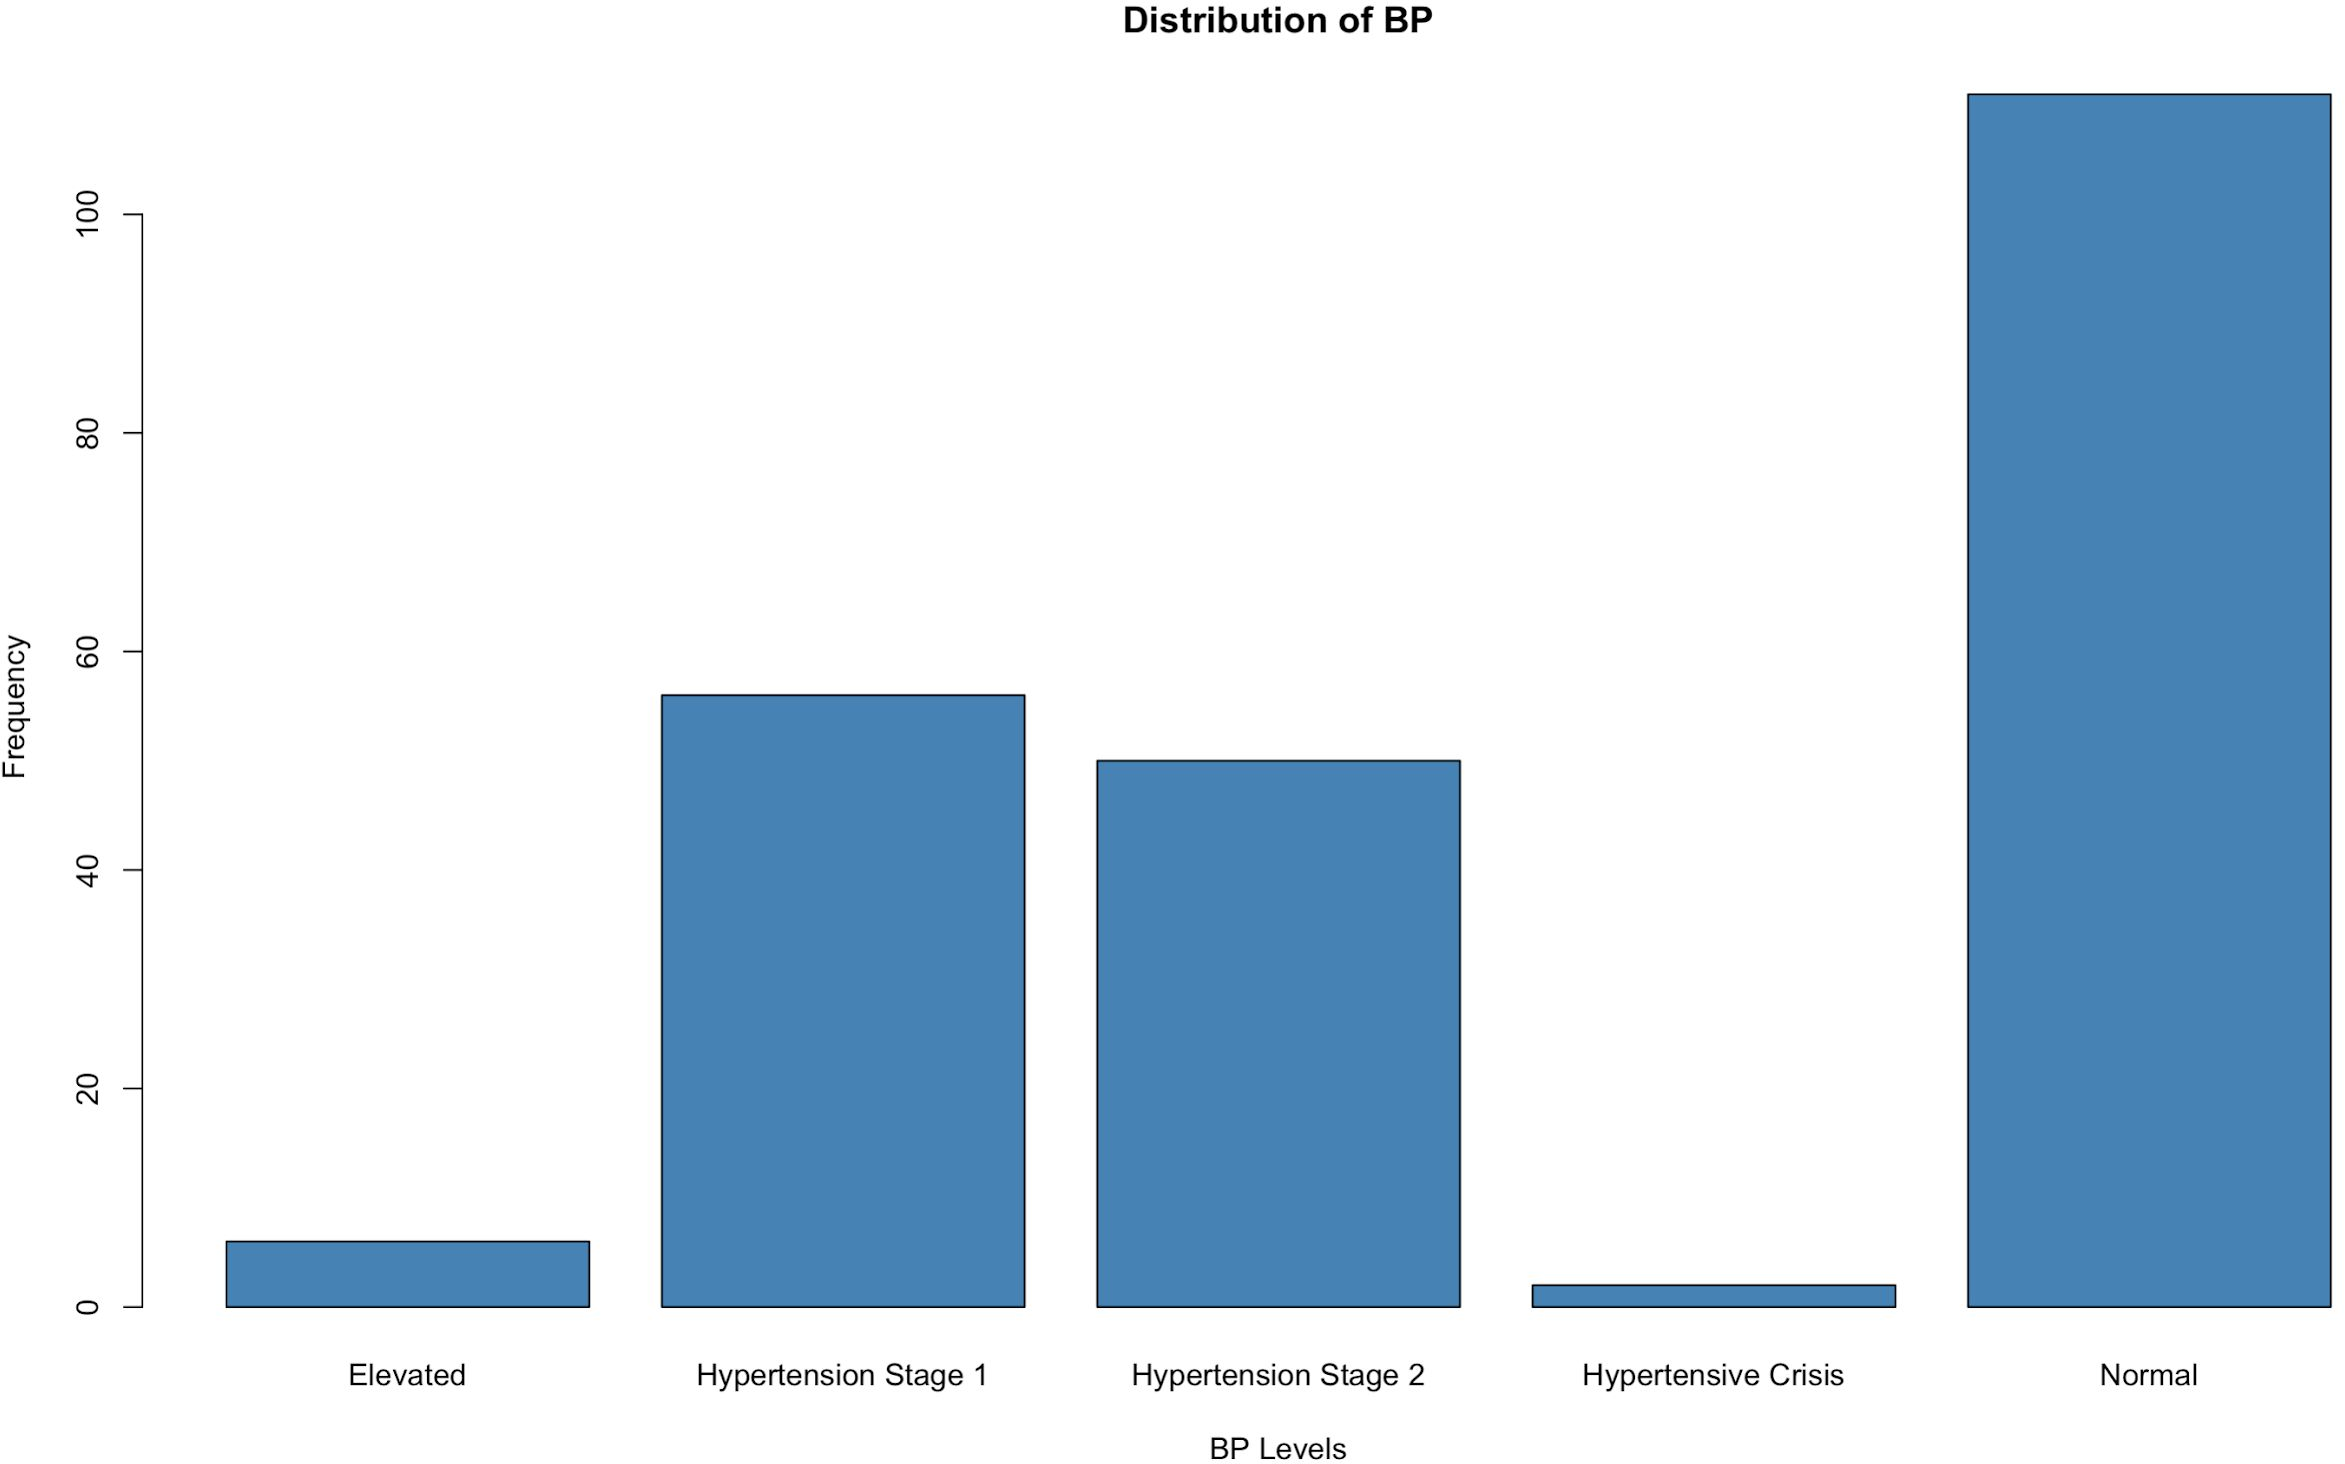 Distribution of BP
Frequency
100
80
60
40
20
0
Elevated
Hypertension Stage 1
Hypertension Stage 2
Hypertensive Crisis
Normal
BP Levels